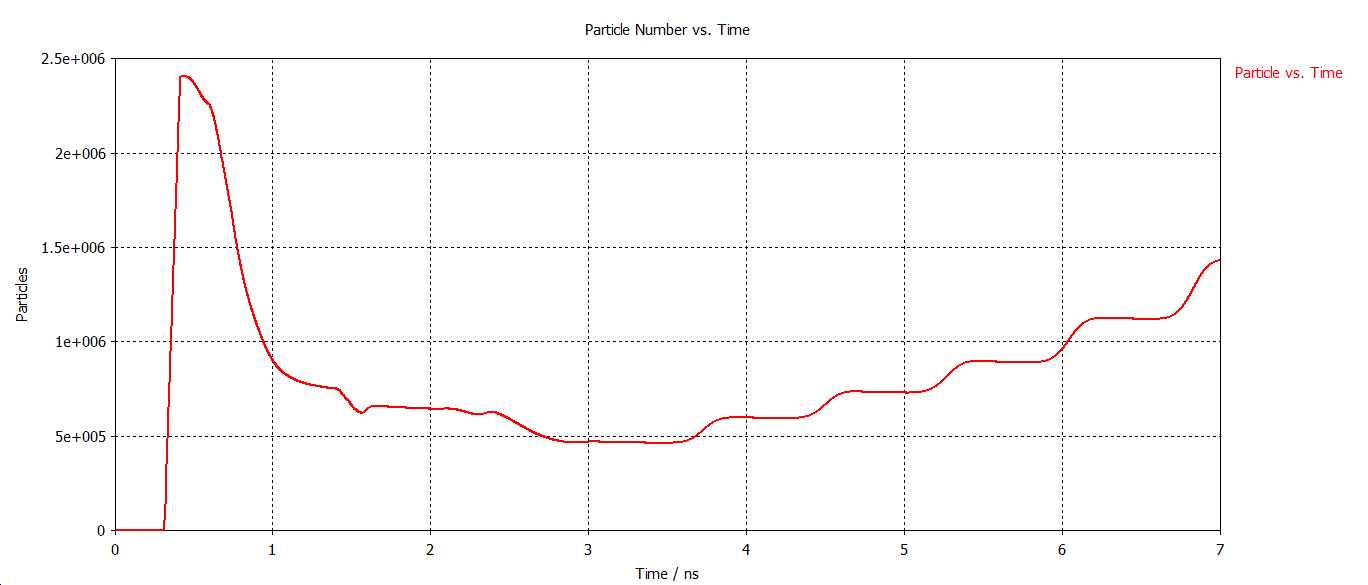 Particle Number vs. Time
Particle vs. Time
2.5e+006
2e+006
1.5e+006
1e+006
5e+005
0
Particles
0 1 2 3 4 5 6 7
Time / ns